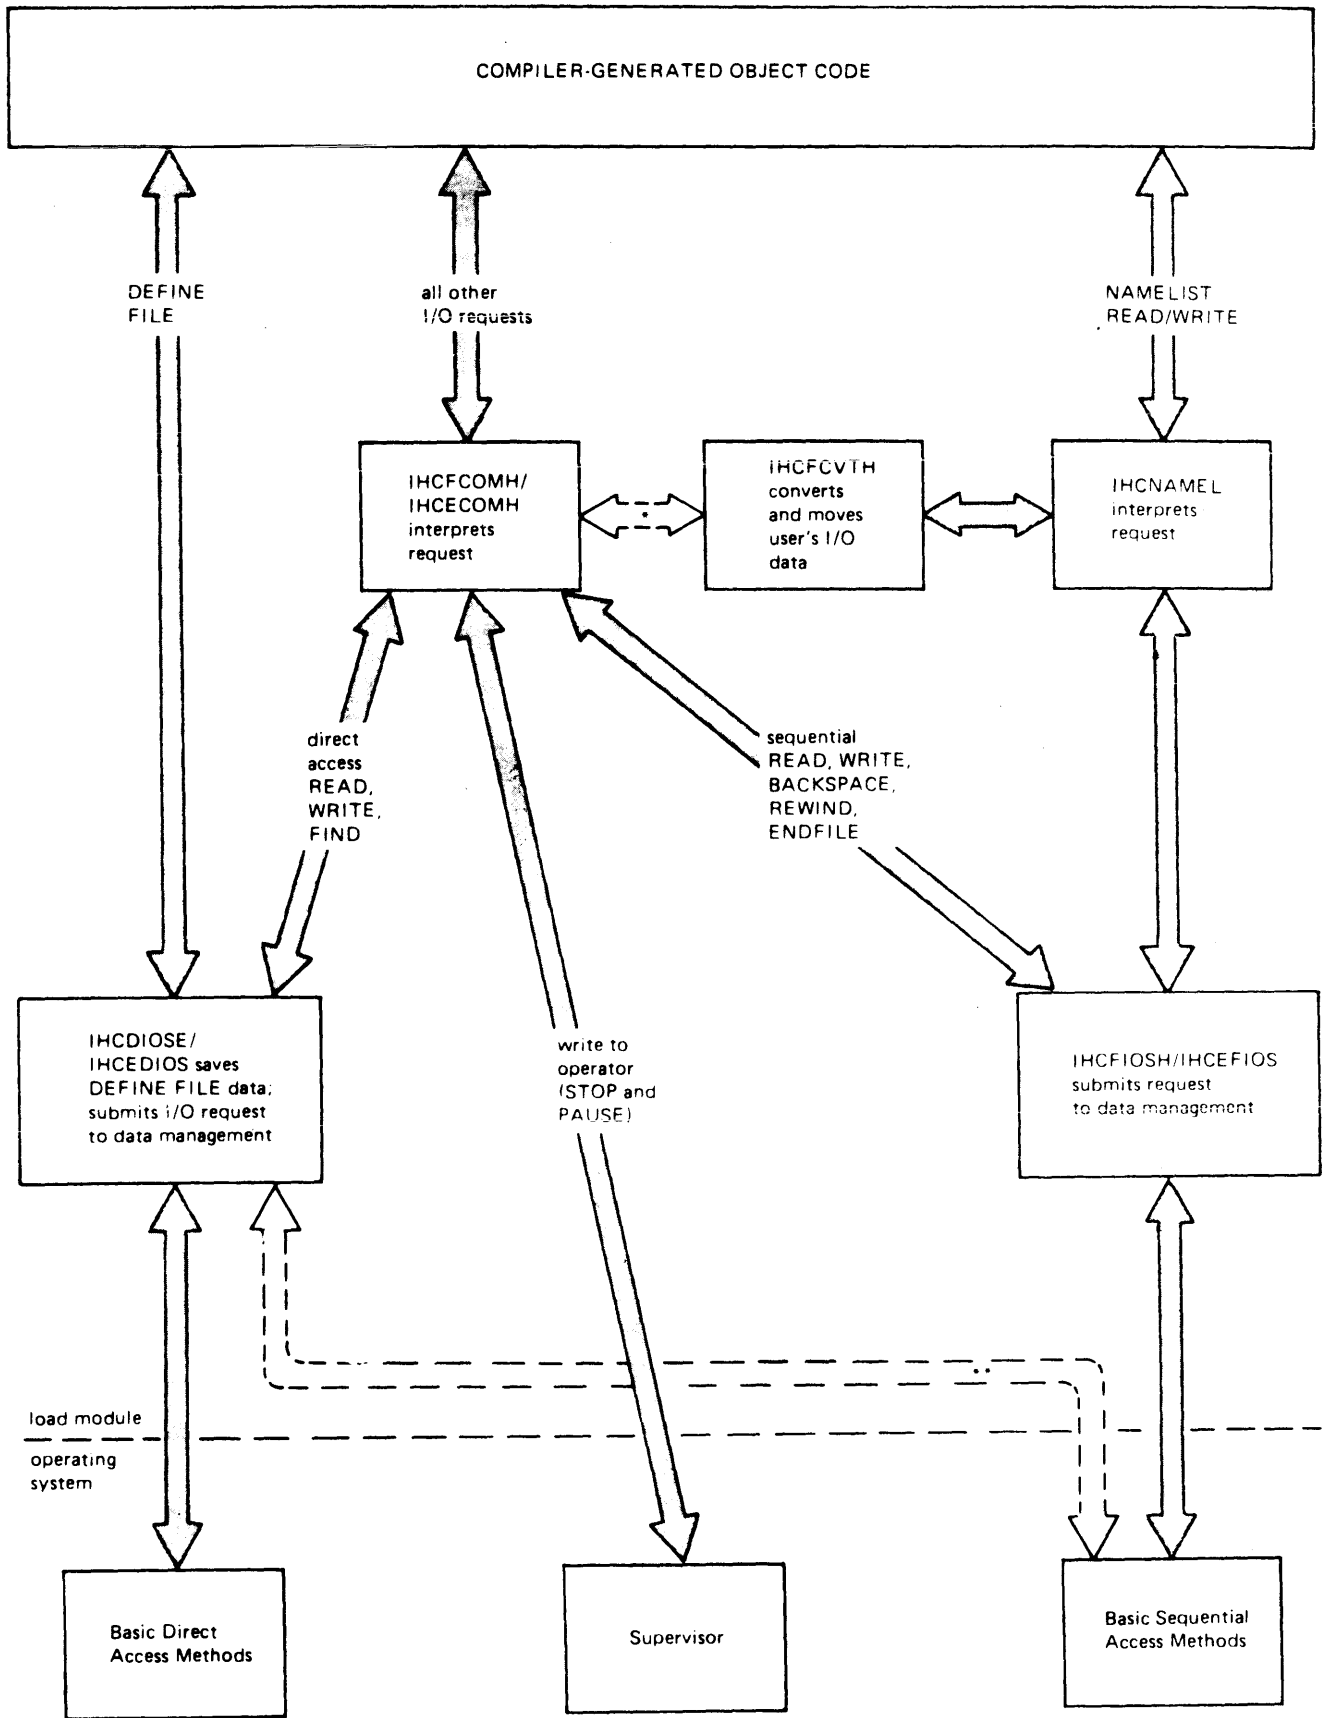 COMPILER-GENERATED OBJECT CODE
DEFINE
FILE
all other
I/O requests
NAMELIST
READ/WRITE
IHCFCOMH/
IHCECOMH
interprets
request
*
IHCFCVTH
converts
and moves
user's I/O
data
IHCNAMEL
interprets
request
direct
access
READ,
WRITE,
FIND
sequential
READ, WRITE,
BACKSPACE,
REWIND,
ENDFILE
IHCDIOSE/
IHCEDIOS saves
DEFINE FILE data;
submits I/O request
to data management
write to
operator
(STOP and
PAUSE)
IHCFIOSH/IHCEFIOS
submits request
to data management
**
load module
operating
system
Basic Direct
Access Methods
Supervisor
Basic Sequential
Access Methods